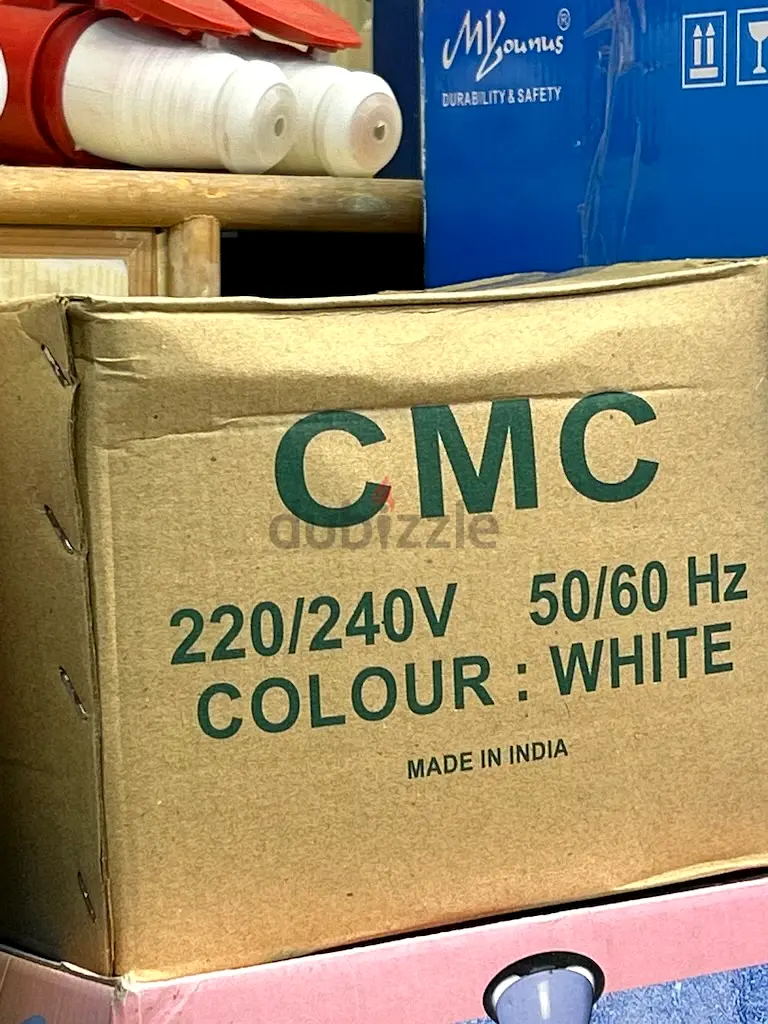 MYounus®
DURABILITY & SAFETY
CMC
dubizzle
220/240V 50/60 Hz
COLOUR : WHITE
MADE IN INDIA